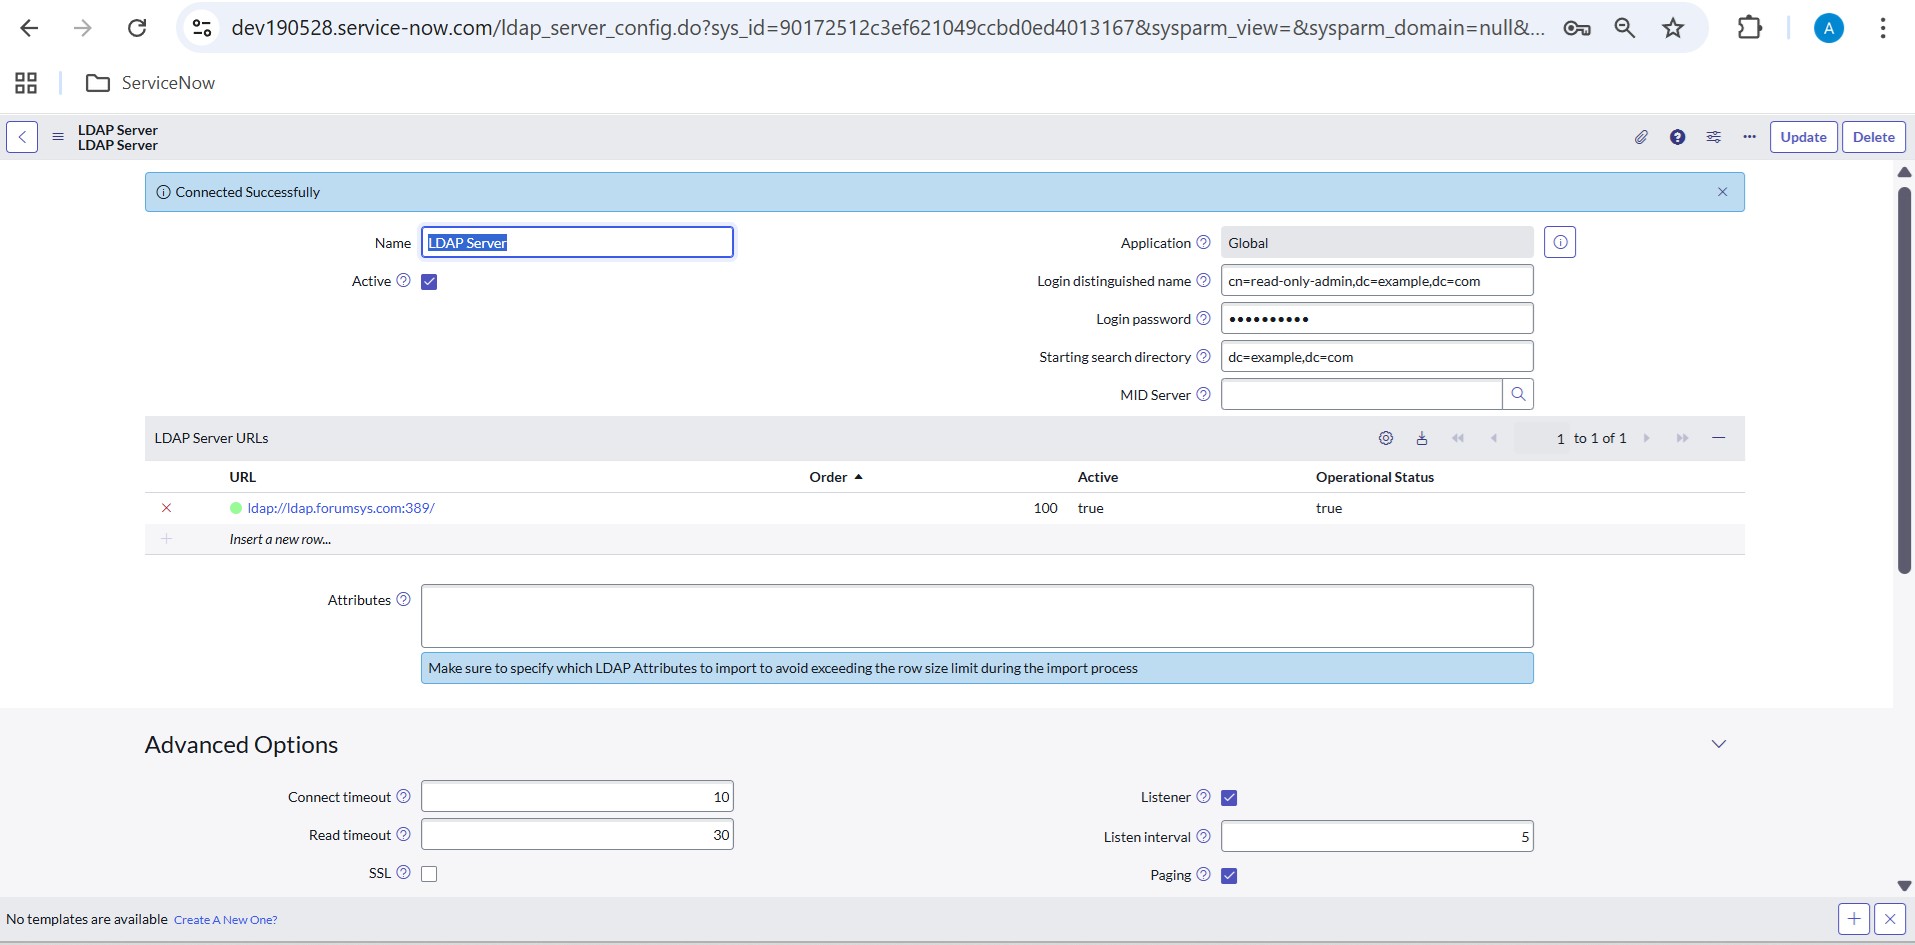 dev190528.service-now.com/ldap_server_config.do?sys_id=90172512c3ef621049ccbd0ed4013167&sysparm_view=&sysparm_domain=null&...
A
ServiceNow
LDAP Server
LDAP Server
Update
Delete
Connected Successfully
Name
LDAP Server
Application
Global
Active
Login distinguished name
cn=read-only-admin,dc=example,dc=com
Login password
••••••••••
Starting search directory
dc=example,dc=com
MID Server
LDAP Server URLs
1 to 1 of 1
URL Order Active Operational Status
ldap://ldap.forumsys.com:389/ 100 true true
Insert a new row...
Attributes
Make sure to specify which LDAP Attributes to import to avoid exceeding the row size limit during the import process
Advanced Options
Connect timeout 10
Listener
Read timeout 30
Listen interval 5
SSL
Paging
No templates are available Create A New One?